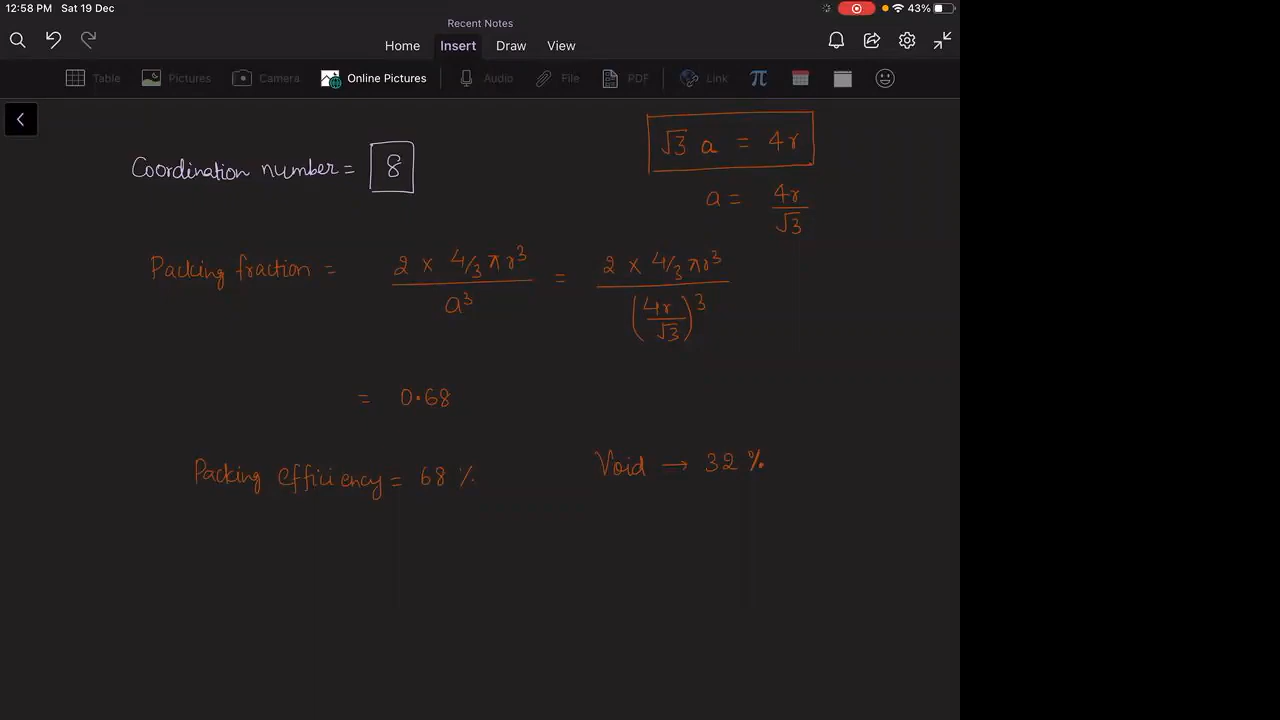 12:58 PM Sat 19 Dec 43%
Recent Notes
Home Insert Draw View
Table Pictures Camera Online Pictures Audio File PDF Link π
√3 a = 4r
Coordination number = 8
a = 4r/√3
Packing fraction = 2 × 4/3 πr³ / a³ = 2 × 4/3 πr³ / (4r/√3)³
= 0.68
Packing efficiency = 68 %
Void → 32 %